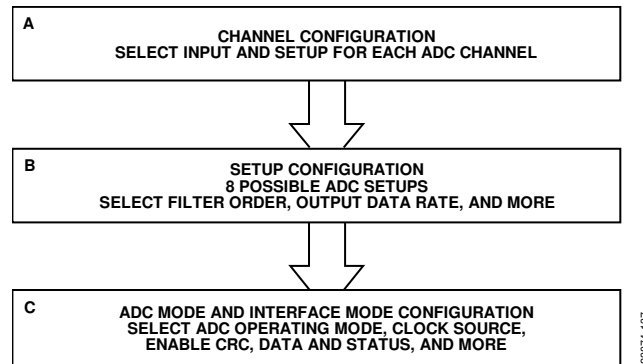 A
CHANNEL CONFIGURATION
SELECT INPUT AND SETUP FOR EACH ADC CHANNEL
B
SETUP CONFIGURATION
8 POSSIBLE ADC SETUPS
SELECT FILTER ORDER, OUTPUT DATA RATE, AND MORE
C
ADC MODE AND INTERFACE MODE CONFIGURATION
SELECT ADC OPERATING MODE, CLOCK SOURCE,
ENABLE CRC, DATA AND STATUS, AND MORE